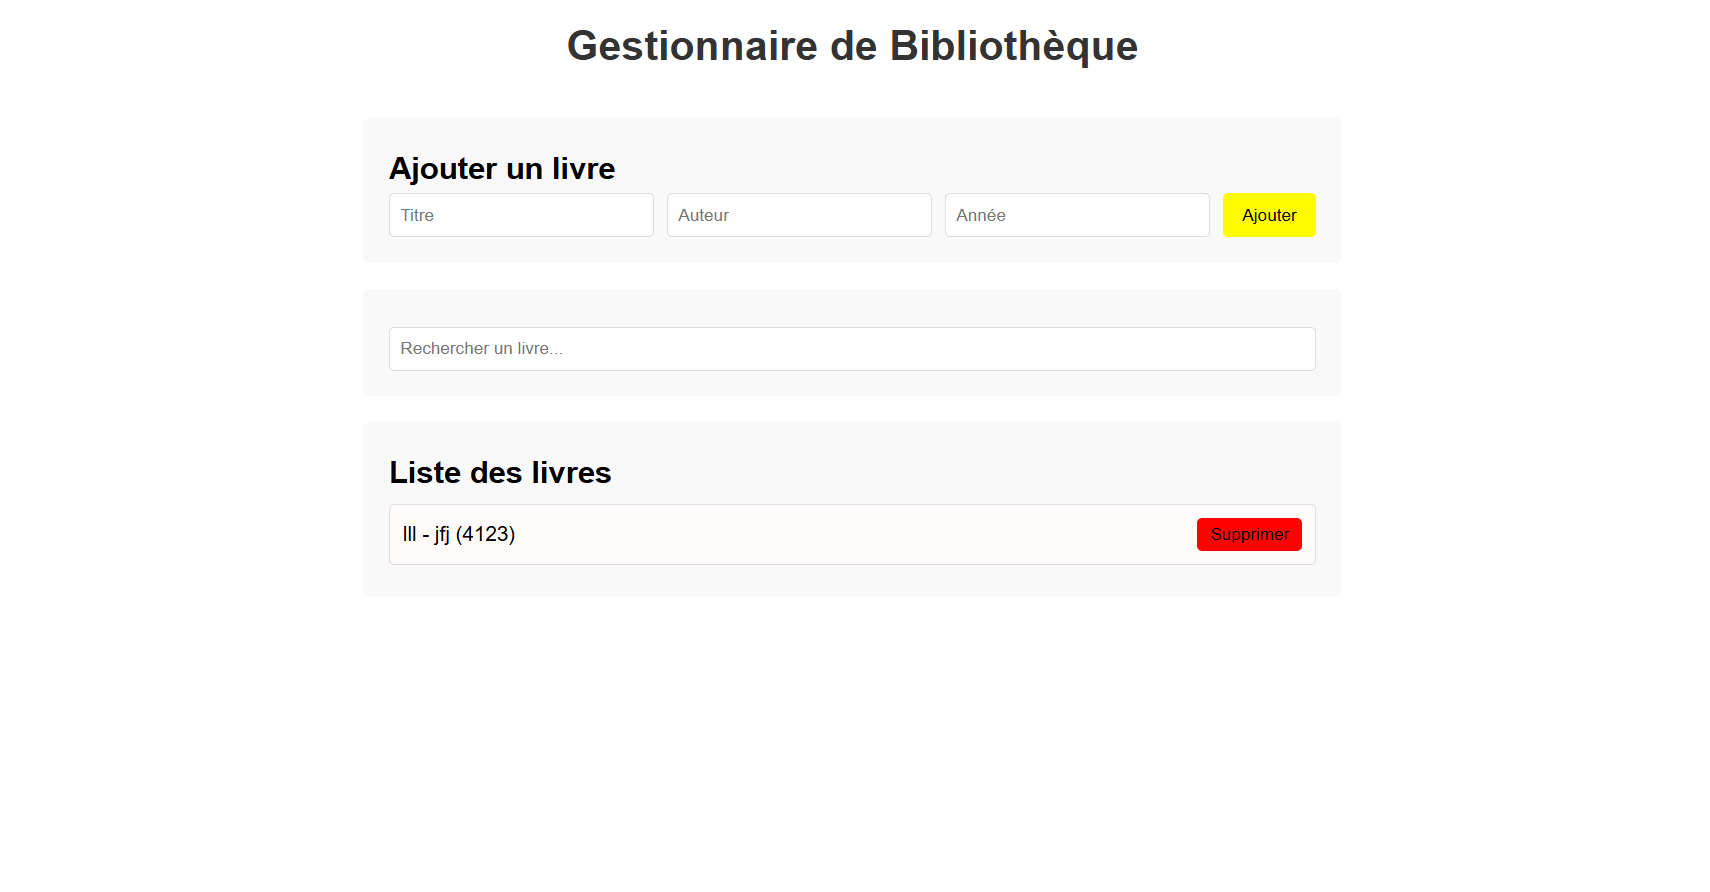 Gestionnaire de Bibliothèque
Ajouter un livre
Titre Auteur Année Ajouter
Rechercher un livre...
Liste des livres
lll - jfj (4123) Supprimer